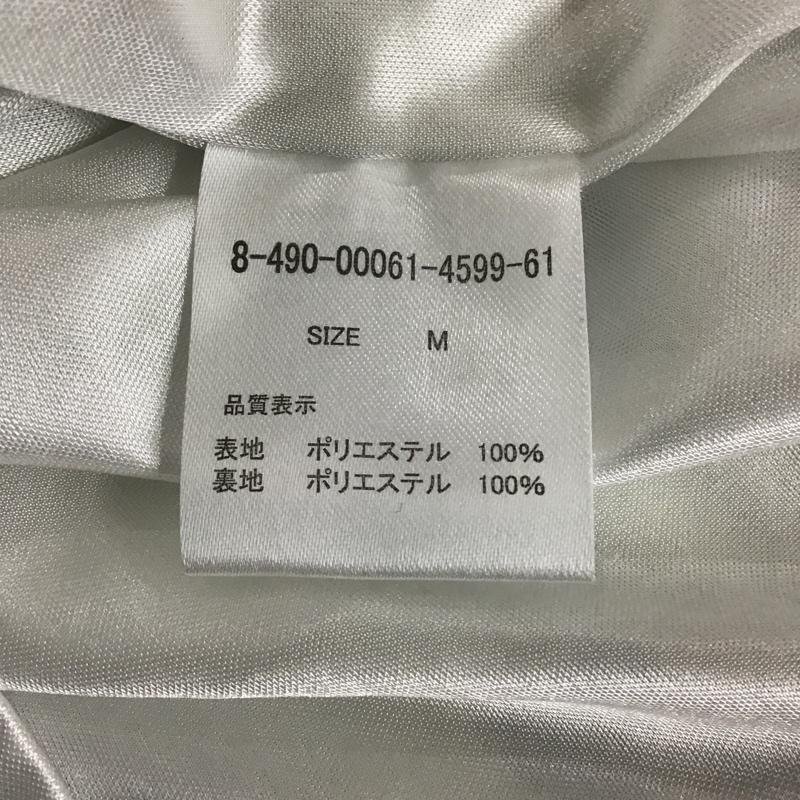 8-490-00061-4599-61
SIZE M
品質表示
表地 ポリエステル 100%
裏地 ポリエステル 100%